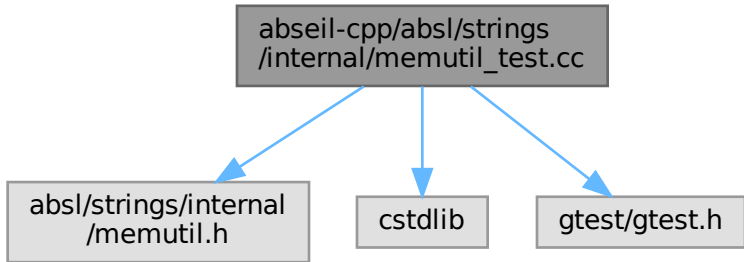 abseil-cpp/absl/strings
/internal/memutil_test.cc
absl/strings/internal
/memutil.h
cstdlib
gtest/gtest.h